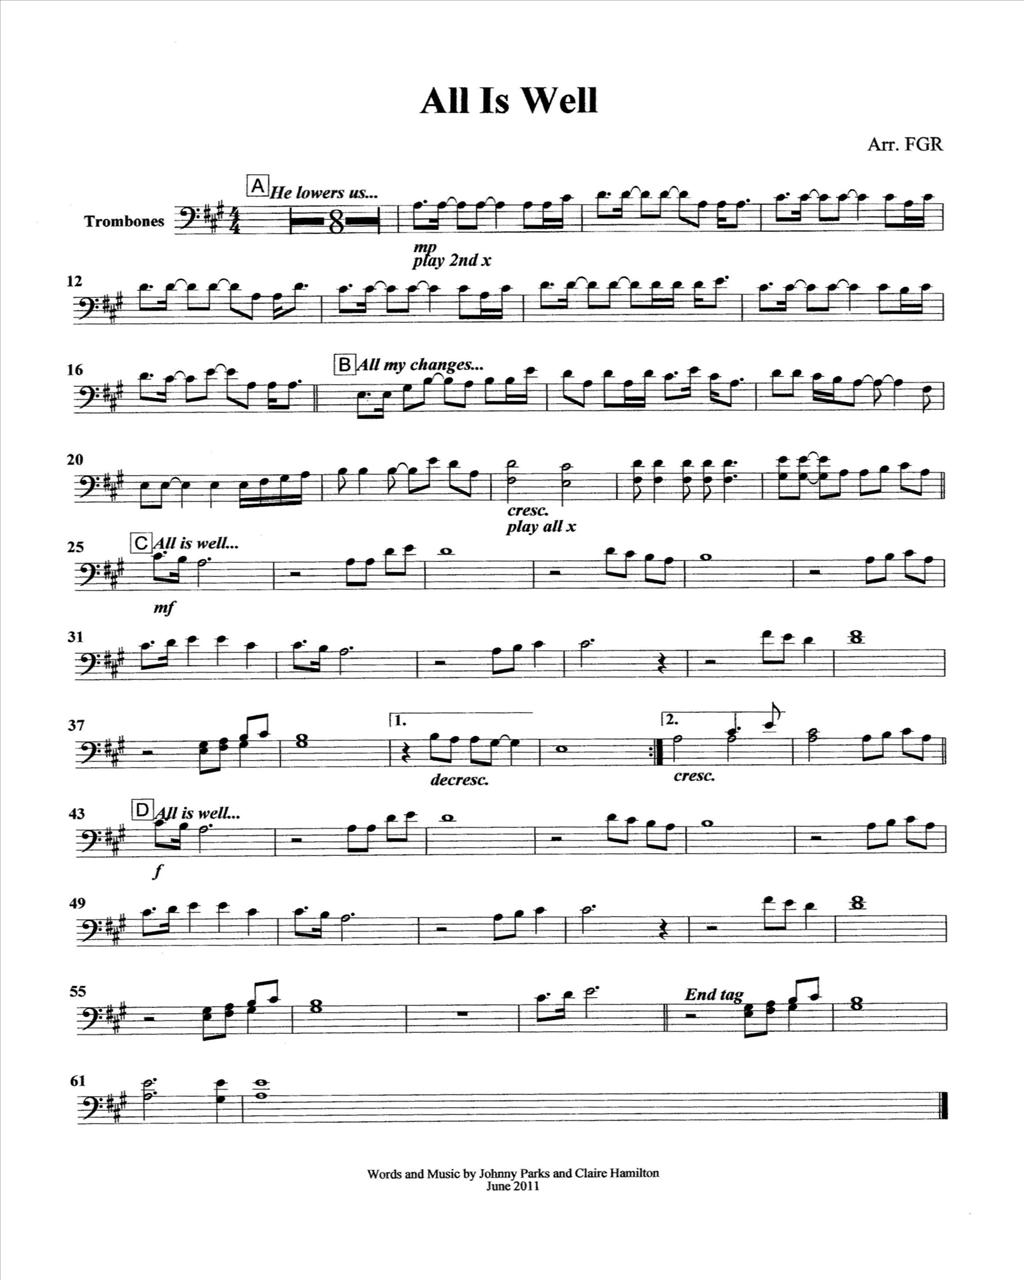 All Is Well
Arr. FGR
A He lowers us...
Trombones
8
mp
play 2nd x
12
16
B All my changes...
20
cresc.
play all x
25
C All is well...
mf
31
37
1.
2.
decresc.
cresc.
43
D All is well...
f
49
55
End tag
61
Words and Music by Johnny Parks and Claire Hamilton
June 2011